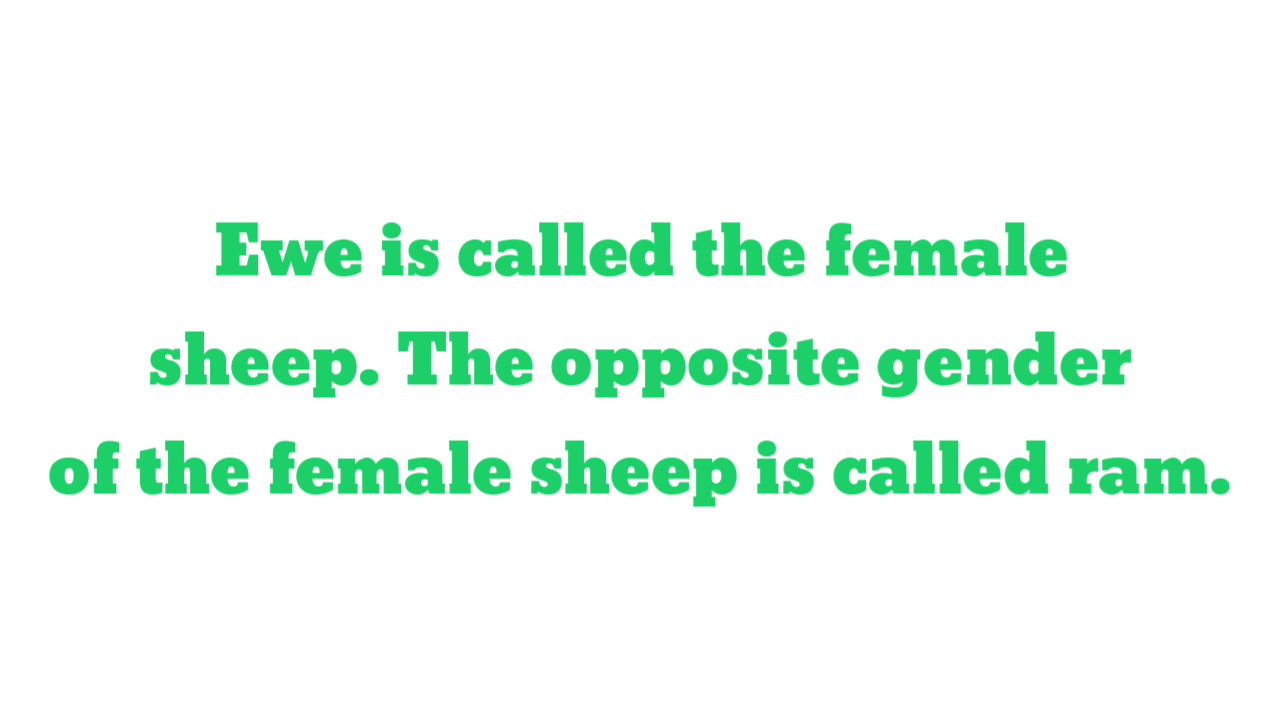 Ewe is called the female
sheep. The opposite gender
of the female sheep is called ram.